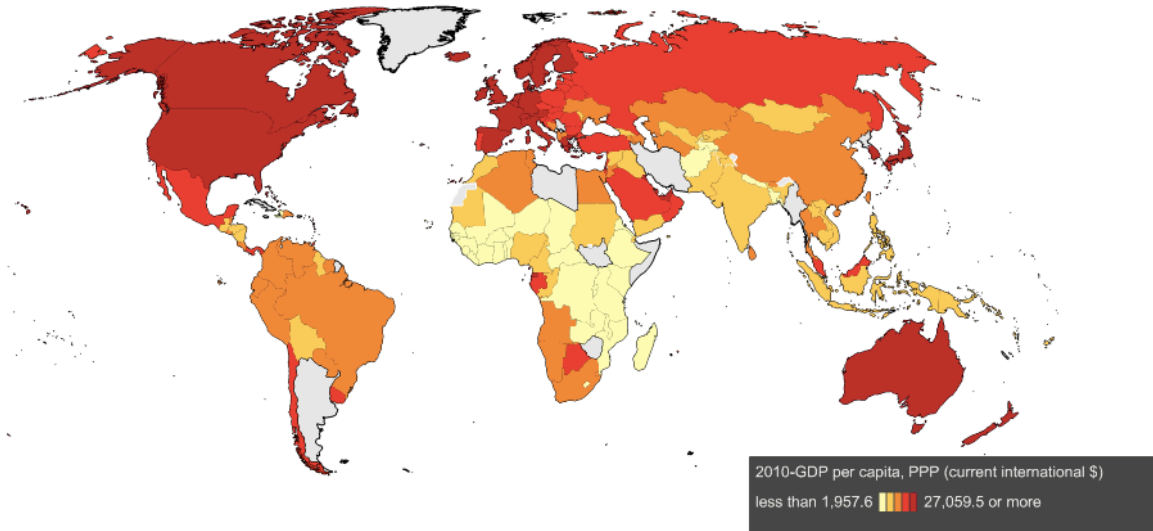 2010-GDP per capita, PPP (current international $)
less than 1,957.6 27,059.5 or more